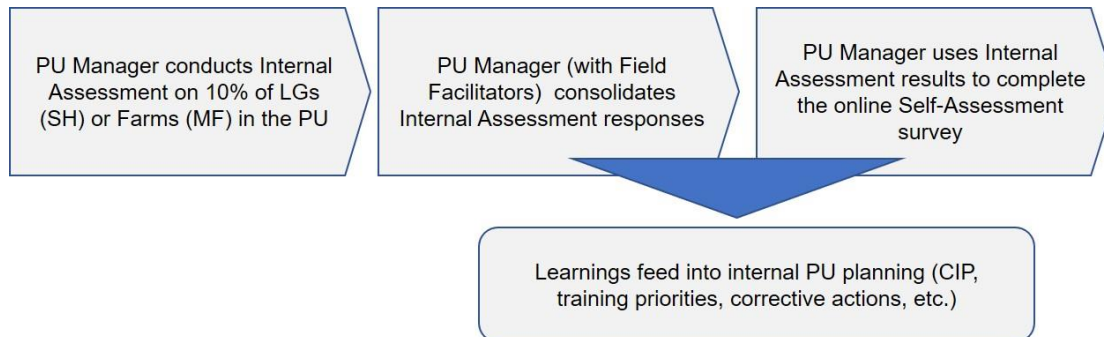 PU Manager conducts Internal
Assessment on 10% of LGs
(SH) or Farms (MF) in the PU
PU Manager (with Field
Facilitators) consolidates
Internal Assessment responses
PU Manager uses Internal
Assessment results to complete
the online Self-Assessment
survey
Learnings feed into internal PU planning (CIP,
training priorities, corrective actions, etc.)